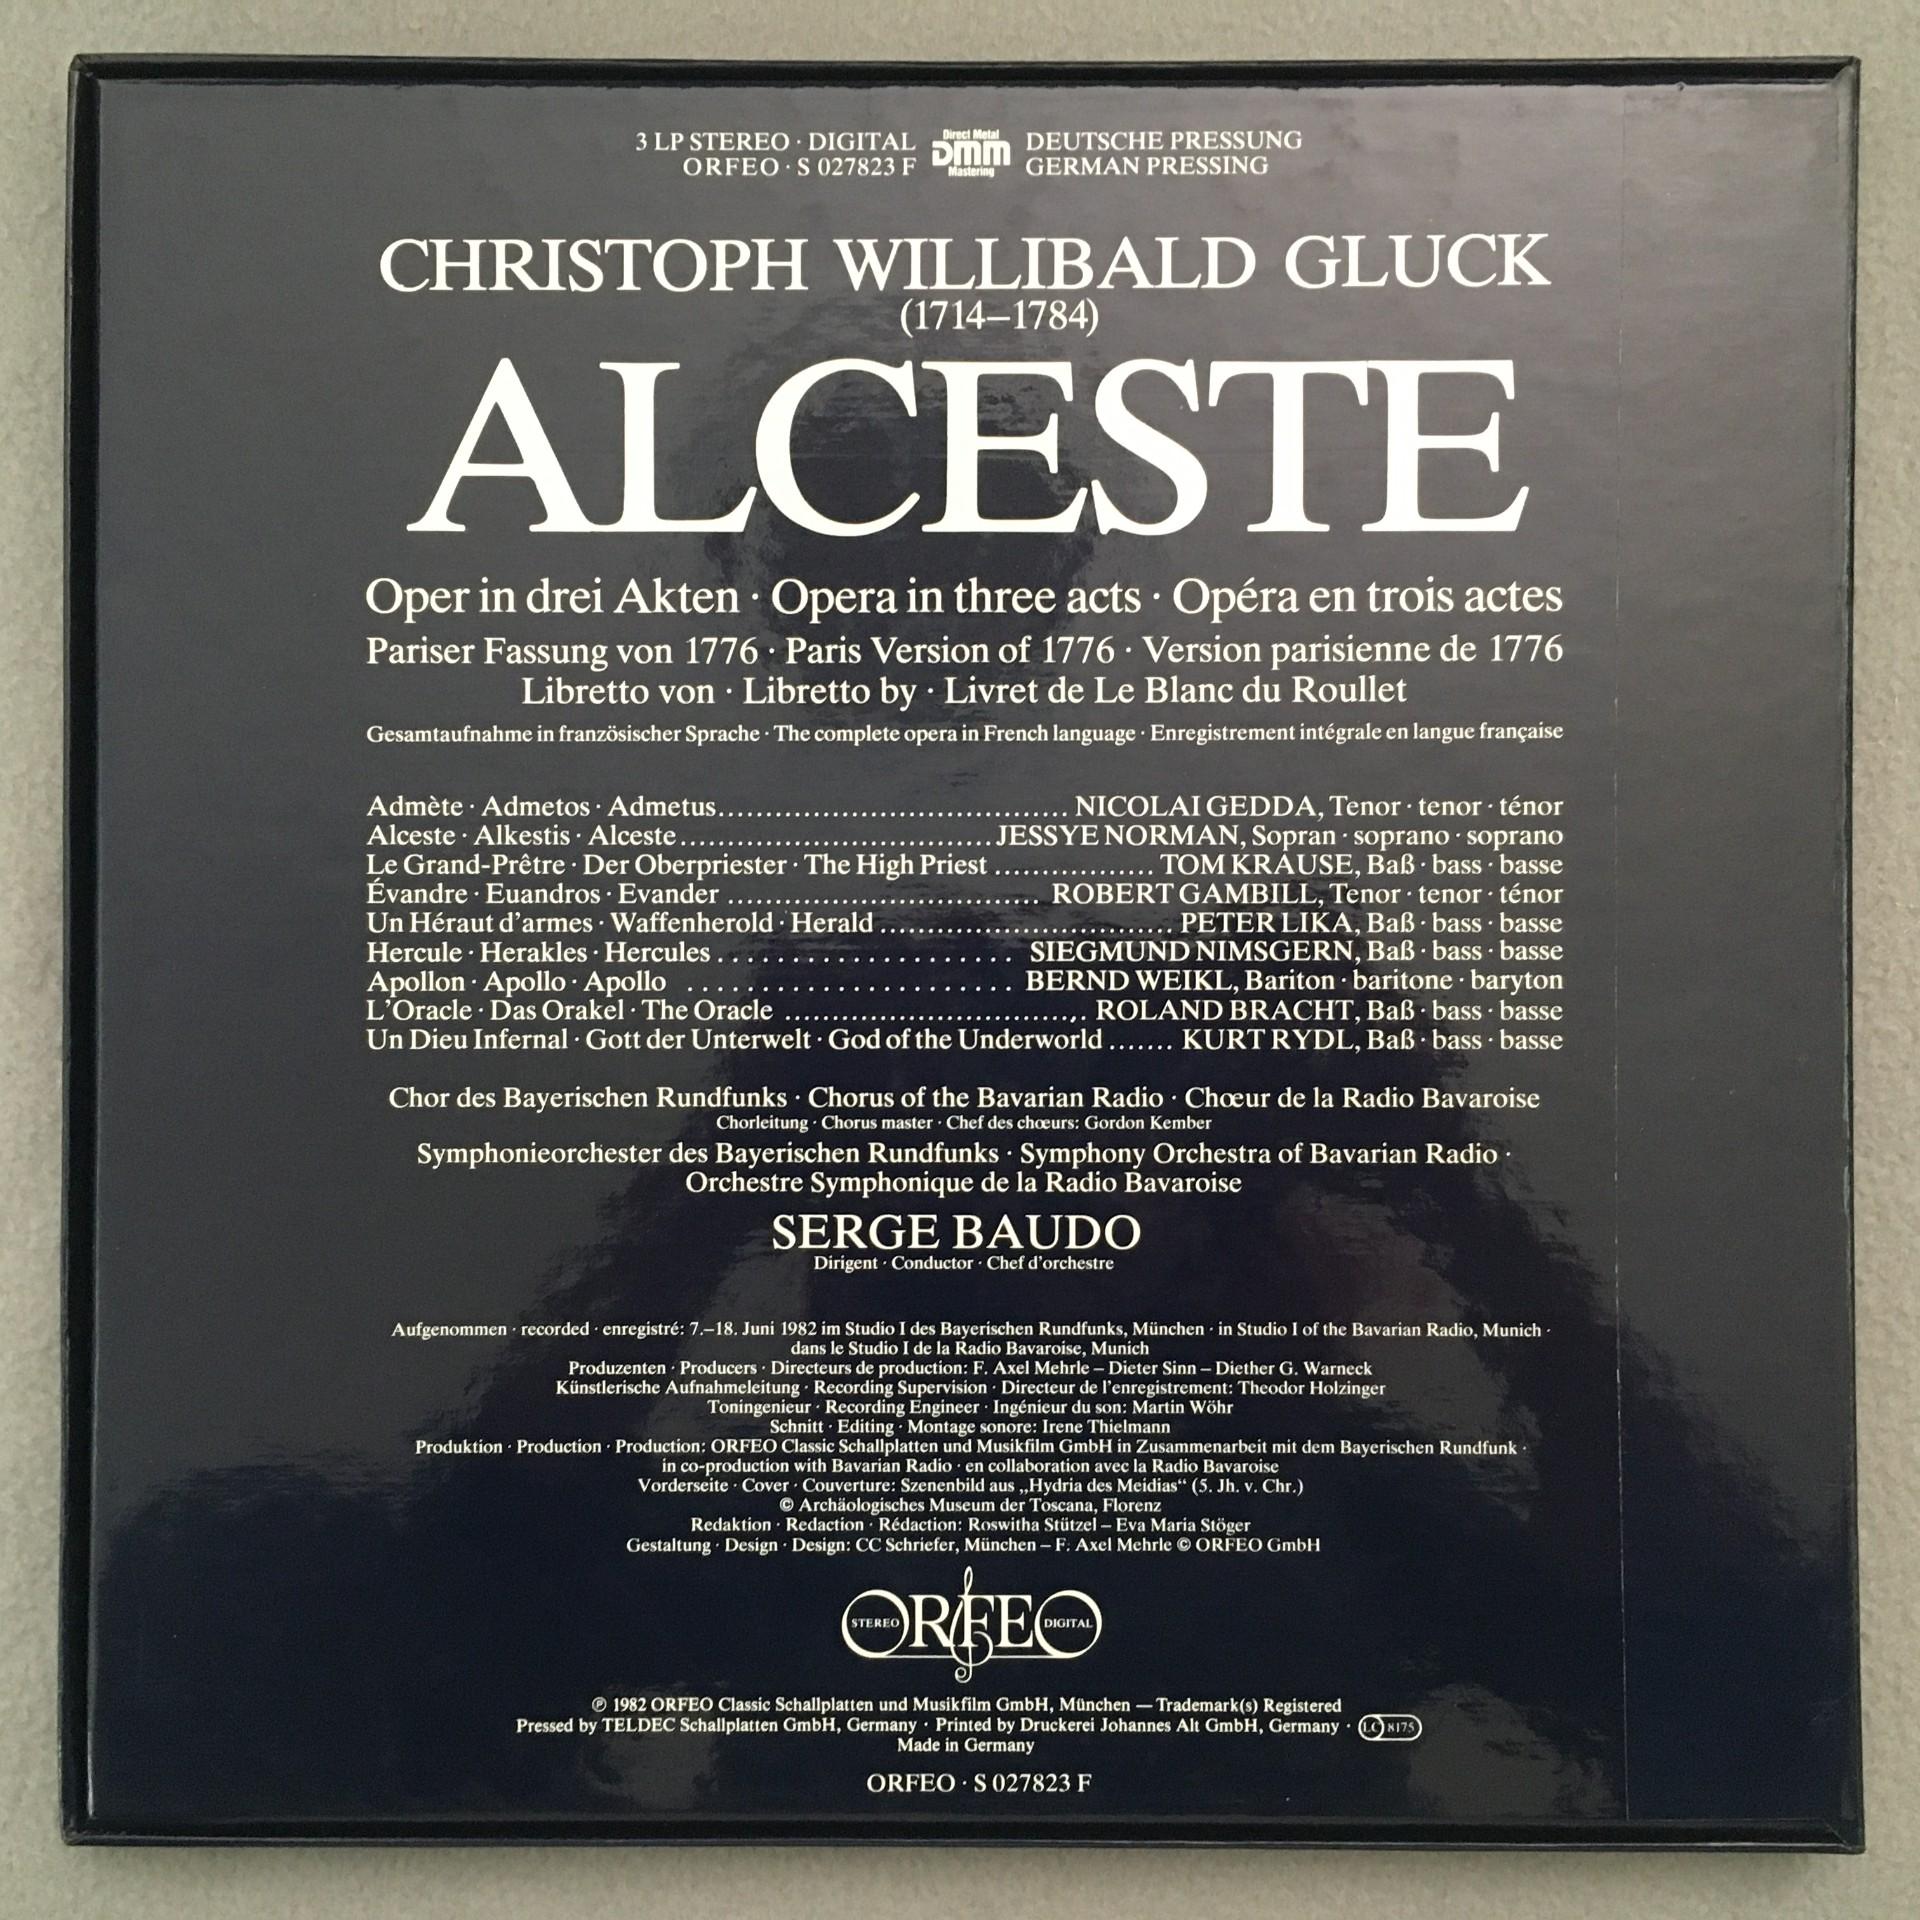 3 LP STEREO · DIGITAL
ORFEO · S 027823 F
Direct Metal
DMM
Mastering
DEUTSCHE PRESSUNG
GERMAN PRESSING
CHRISTOPH WILLIBALD GLUCK
(1714–1784)
ALCESTE
Oper in drei Akten · Opera in three acts · Opéra en trois actes
Pariser Fassung von 1776 · Paris Version of 1776 · Version parisienne de 1776
Libretto von · Libretto by · Livret de Le Blanc du Roullet
Gesamtaufnahme in französischer Sprache · The complete opera in French language · Enregistrement intégrale en langue française
Admète · Admetos · Admetus................................... NICOLAI GEDDA, Tenor · tenor · ténor
Alceste · Alkestis · Alceste................................JESSYE NORMAN, Sopran · soprano · soprano
Le Grand-Prêtre · Der Oberpriester · The High Priest ................ TOM KRAUSE, Baß · bass · basse
Évandre · Euandros · Evander ................................ ROBERT GAMBILL, Tenor · tenor · ténor
Un Héraut d'armes · Waffenherold · Herald .............................. PETER LIKA, Baß · bass · basse
Hercule · Herakles · Hercules ...................... SIEGMUND NIMSGERN, Baß · bass · basse
Apollon · Apollo · Apollo ........................ BERND WEIKL, Bariton · baritone · baryton
L'Oracle · Das Orakel · The Oracle .............................., ROLAND BRACHT, Baß · bass · basse
Un Dieu Infernal · Gott der Unterwelt · God of the Underworld ....... KURT RYDL, Baß · bass · basse
Chor des Bayerischen Rundfunks · Chorus of the Bavarian Radio · Chœur de la Radio Bavaroise
Chorleitung · Chorus master · Chef des chœurs: Gordon Kember
Symphonieorchester des Bayerischen Rundfunks · Symphony Orchestra of Bavarian Radio ·
Orchestre Symphonique de la Radio Bavaroise
SERGE BAUDO
Dirigent · Conductor · Chef d'orchestre
Aufgenommen · recorded · enregistré: 7.–18. Juni 1982 im Studio I des Bayerischen Rundfunks, München · in Studio I of the Bavarian Radio, Munich ·
dans le Studio I de la Radio Bavaroise, Munich
Produzenten · Producers · Directeurs de production: F. Axel Mehrle – Dieter Sinn – Diether G. Warneck
Künstlerische Aufnahmeleitung · Recording Supervision · Directeur de l'enregistrement: Theodor Holzinger
Toningenieur · Recording Engineer · Ingénieur du son: Martin Wöhr
Schnitt · Editing · Montage sonore: Irene Thielmann
Produktion · Production · Production: ORFEO Classic Schallplatten und Musikfilm GmbH in Zusammenarbeit mit dem Bayerischen Rundfunk ·
in co-production with Bavarian Radio · en collaboration avec la Radio Bavaroise
Vorderseite · Cover · Couverture: Szenenbild aus „Hydria des Meidias“ (5. Jh. v. Chr.)
© Archäologisches Museum der Toscana, Florenz
Redaktion · Redaction · Rédaction: Roswitha Stützel – Eva Maria Stöger
Gestaltung · Design · Design: CC Schriefer, München – F. Axel Mehrle © ORFEO GmbH
STEREO ORFEO DIGITAL
℗ 1982 ORFEO Classic Schallplatten und Musikfilm GmbH, München — Trademark(s) Registered
Pressed by TELDEC Schallplatten GmbH, Germany · Printed by Druckerei Johannes Alt GmbH, Germany · LC 8175
Made in Germany
ORFEO · S 027823 F